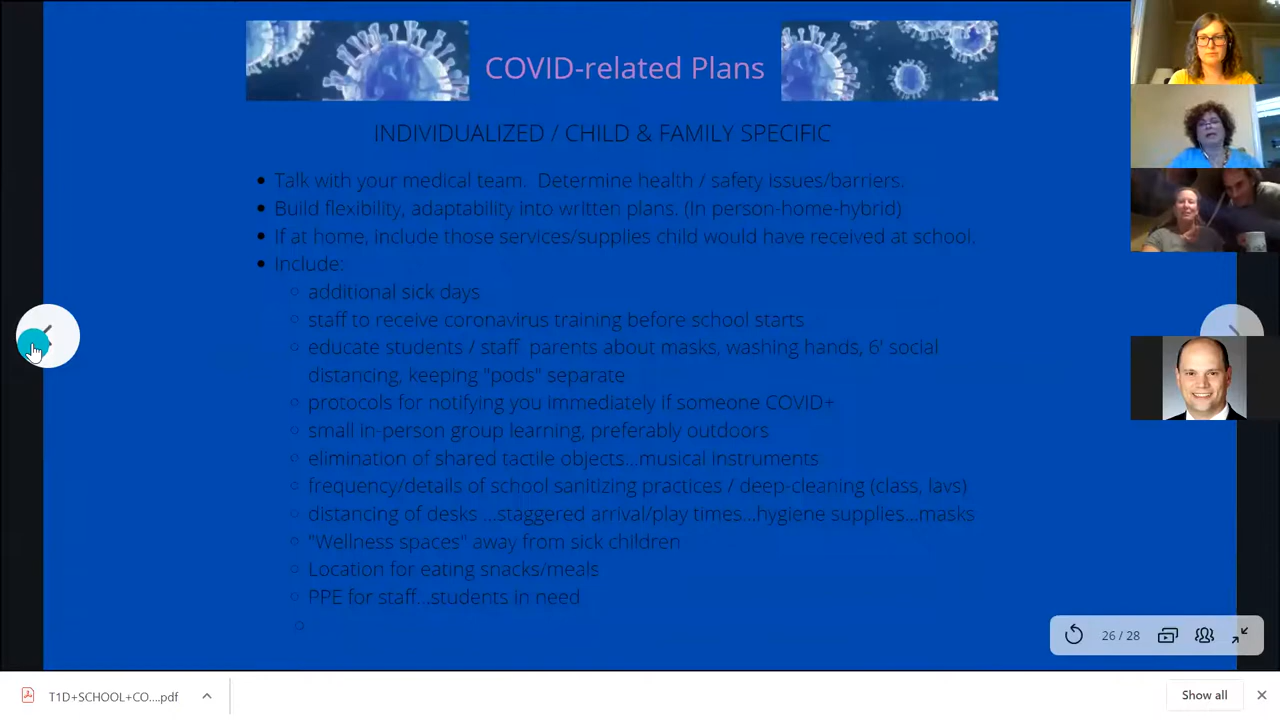 COVID-related Plans
INDIVIDUALIZED / CHILD & FAMILY SPECIFIC
Talk with your medical team. Determine health / safety issues/barriers.
Build flexibility, adaptability into written plans. (In person-home-hybrid)
If at home, include those services/supplies child would have received at school.
Include:
additional sick days
staff to receive coronavirus training before school starts
educate students / staff parents about masks, washing hands, 6' social
distancing, keeping "pods" separate
protocols for notifying you immediately if someone COVID+
small in-person group learning, preferably outdoors
elimination of shared tactile objects...musical instruments
frequency/details of school sanitizing practices / deep-cleaning (class, lavs)
distancing of desks ...staggered arrival/play times...hygiene supplies...masks
"Wellness spaces" away from sick children
Location for eating snacks/meals
PPE for staff...students in need
26 / 28
T1D+SCHOOL+CO....pdf
Show all